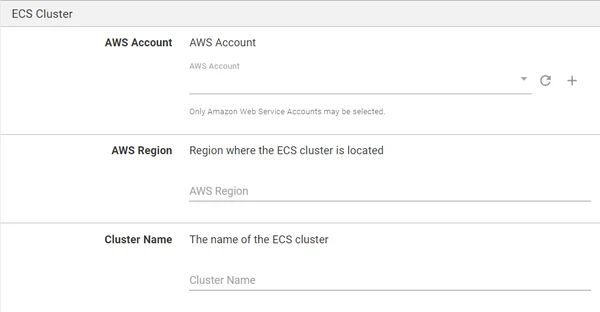 ECS Cluster
AWS Account
AWS Account
AWS Account
Only Amazon Web Service Accounts may be selected.
AWS Region
Region where the ECS cluster is located
AWS Region
Cluster Name
The name of the ECS cluster
Cluster Name